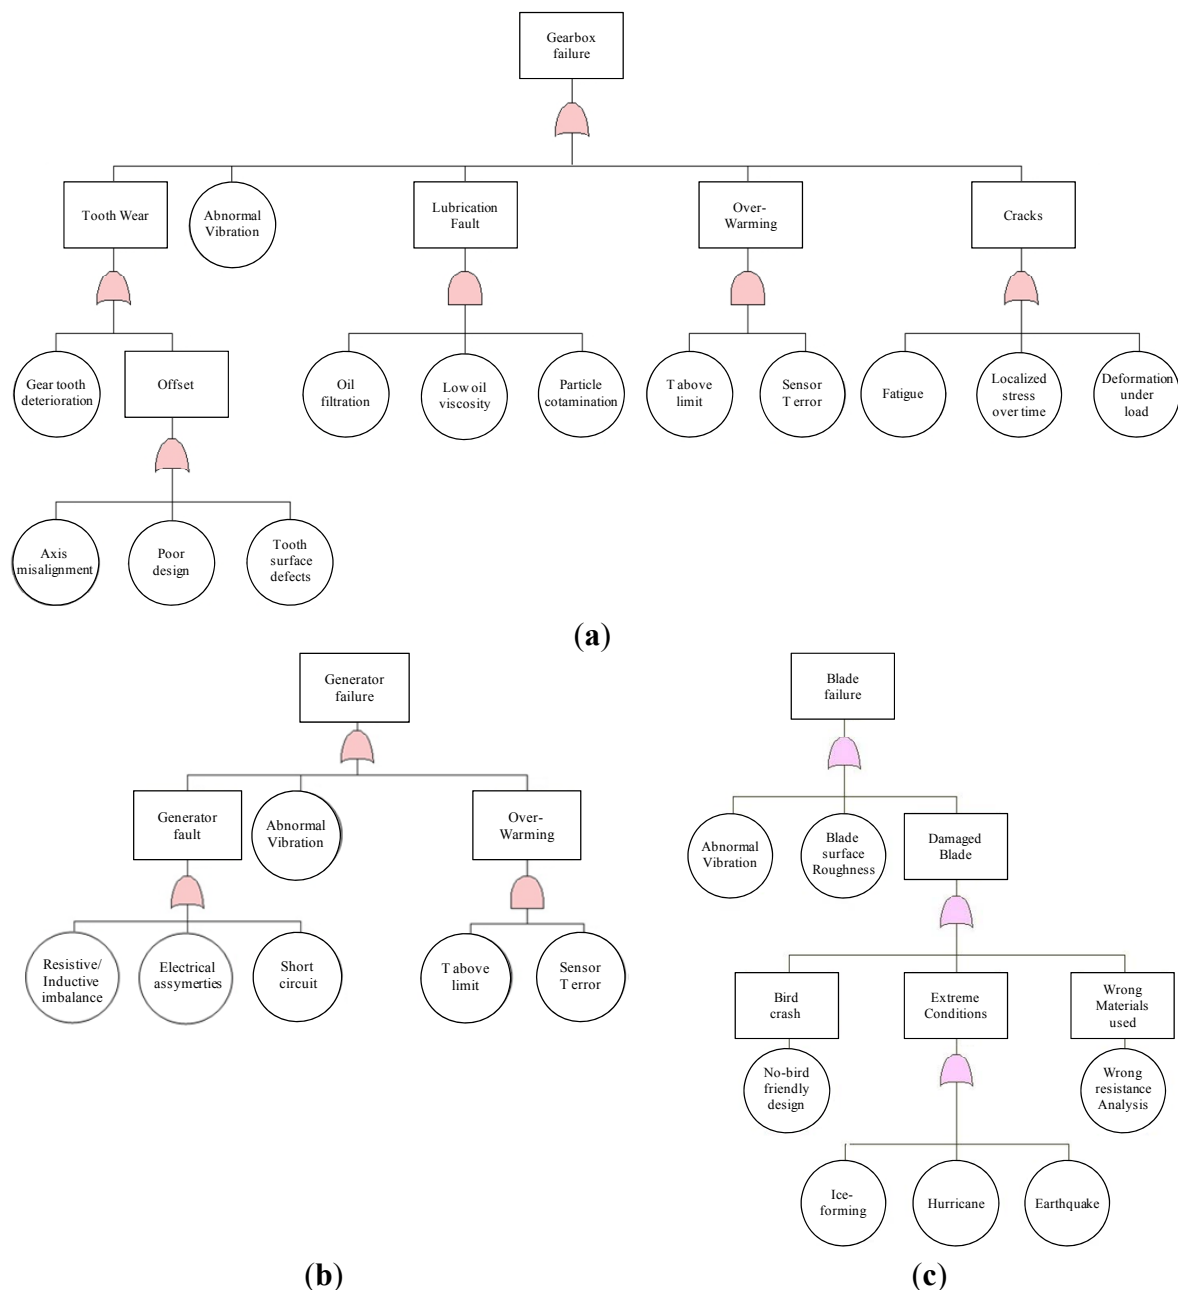 Gearbox
failure
Tooth Wear
Abnormal
Vibration
Lubrication
Fault
Over-
Warming
Cracks
Gear tooth
deterioration
Offset
Oil
filtration
Low oil
viscosity
Particle
cotamination
T above
limit
Sensor
T error
Fatigue
Localized
stress
over time
Deformation
under
load
Axis
misalignment
Poor
design
Tooth
surface
defects
(a)
Generator
failure
Generator
fault
Abnormal
Vibration
Over-
Warming
Resistive/
Inductive
imbalance
Electrical
assymerties
Short
circuit
T above
limit
Sensor
T error
(b)
Blade
failure
Abnormal
Vibration
Blade
surface
Roughness
Damaged
Blade
Bird
crash
Extreme
Conditions
Wrong
Materials
used
No-bird
friendly
design
Wrong
resistance
Analysis
Ice-
forming
Hurricane
Earthquake
(c)